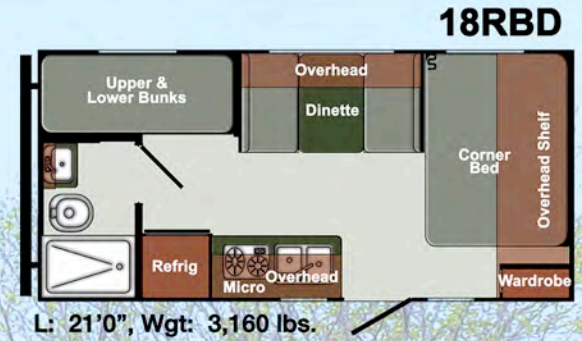 18RBD
Upper &
Lower Bunks
Overhead
Dinette
Corner
Bed
Overhead Shelf
Refrig
Overhead
Micro
Wardrobe
L: 21'0", Wgt: 3,160 lbs.